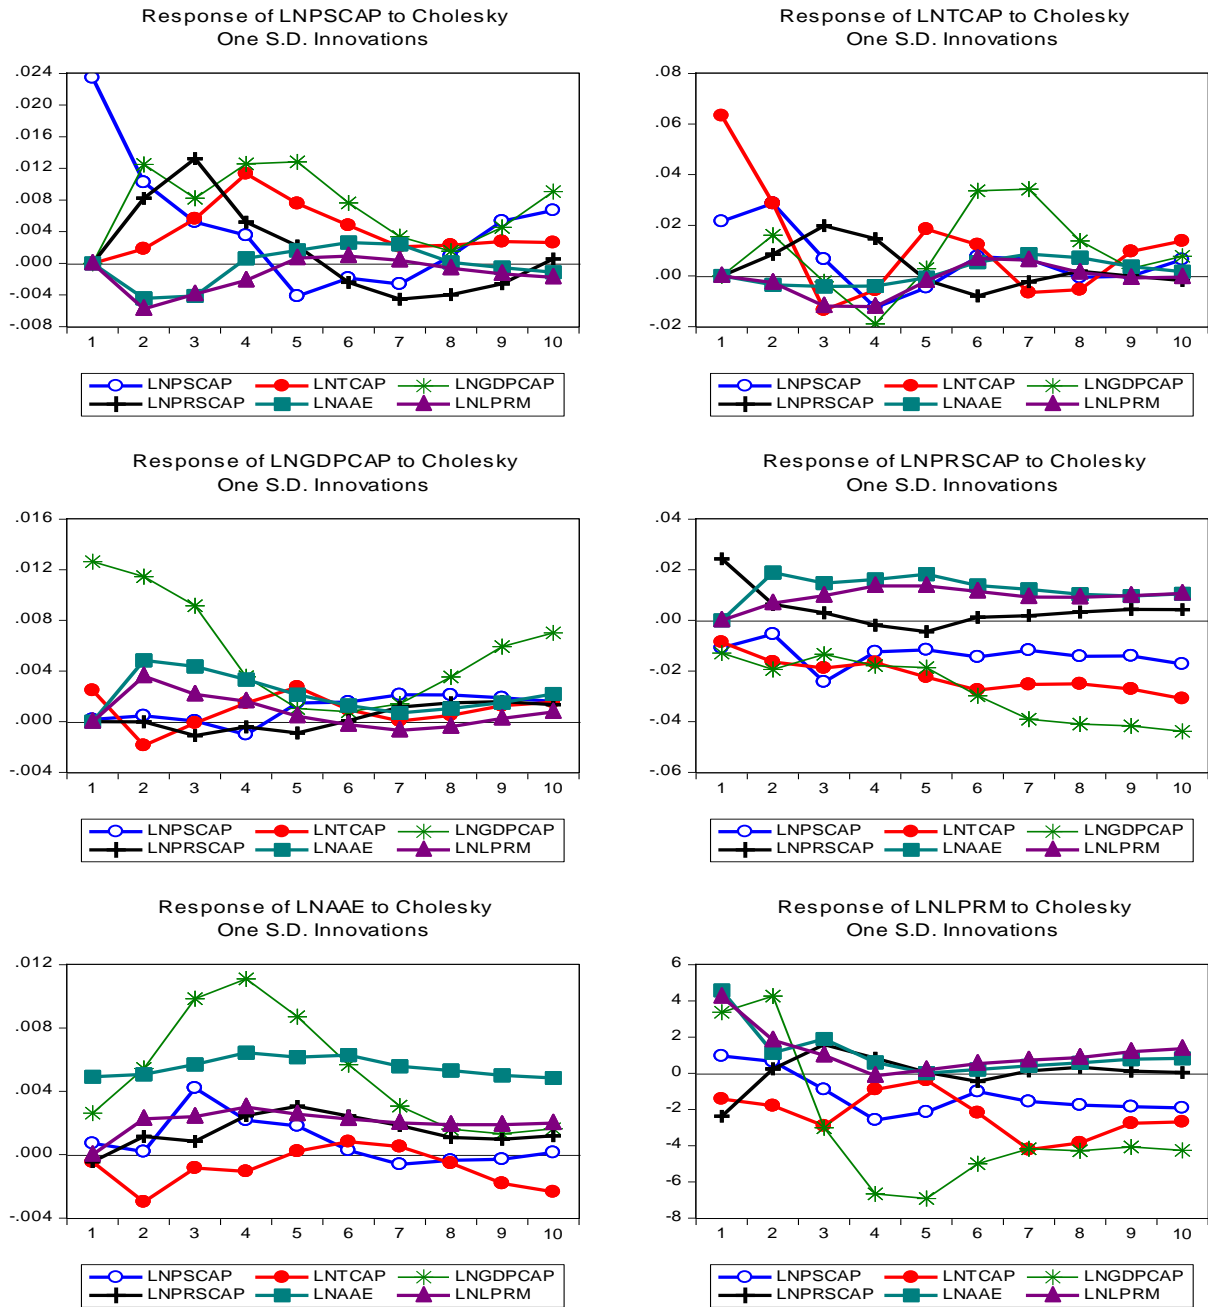 Response of LNPSCAP to Cholesky
One S.D. Innovations
.024
.020
.016
.012
.008
.004
.000
-.004
-.008
1 2 3 4 5 6 7 8 9 10
LNPSCAP LNTCAP LNGDPCAP
LNPRSCAP LNAAE LNLPRM
Response of LNTCAP to Cholesky
One S.D. Innovations
.08
.06
.04
.02
.00
-.02
1 2 3 4 5 6 7 8 9 10
LNPSCAP LNTCAP LNGDPCAP
LNPRSCAP LNAAE LNLPRM
Response of LNGDPCAP to Cholesky
One S.D. Innovations
.016
.012
.008
.004
.000
-.004
1 2 3 4 5 6 7 8 9 10
LNPSCAP LNTCAP LNGDPCAP
LNPRSCAP LNAAE LNLPRM
Response of LNPRSCAP to Cholesky
One S.D. Innovations
.04
.02
.00
-.02
-.04
-.06
1 2 3 4 5 6 7 8 9 10
LNPSCAP LNTCAP LNGDPCAP
LNPRSCAP LNAAE LNLPRM
Response of LNAAE to Cholesky
One S.D. Innovations
.012
.008
.004
.000
-.004
1 2 3 4 5 6 7 8 9 10
LNPSCAP LNTCAP LNGDPCAP
LNPRSCAP LNAAE LNLPRM
Response of LNLPRM to Cholesky
One S.D. Innovations
6
4
2
0
-2
-4
-6
-8
1 2 3 4 5 6 7 8 9 10
LNPSCAP LNTCAP LNGDPCAP
LNPRSCAP LNAAE LNLPRM